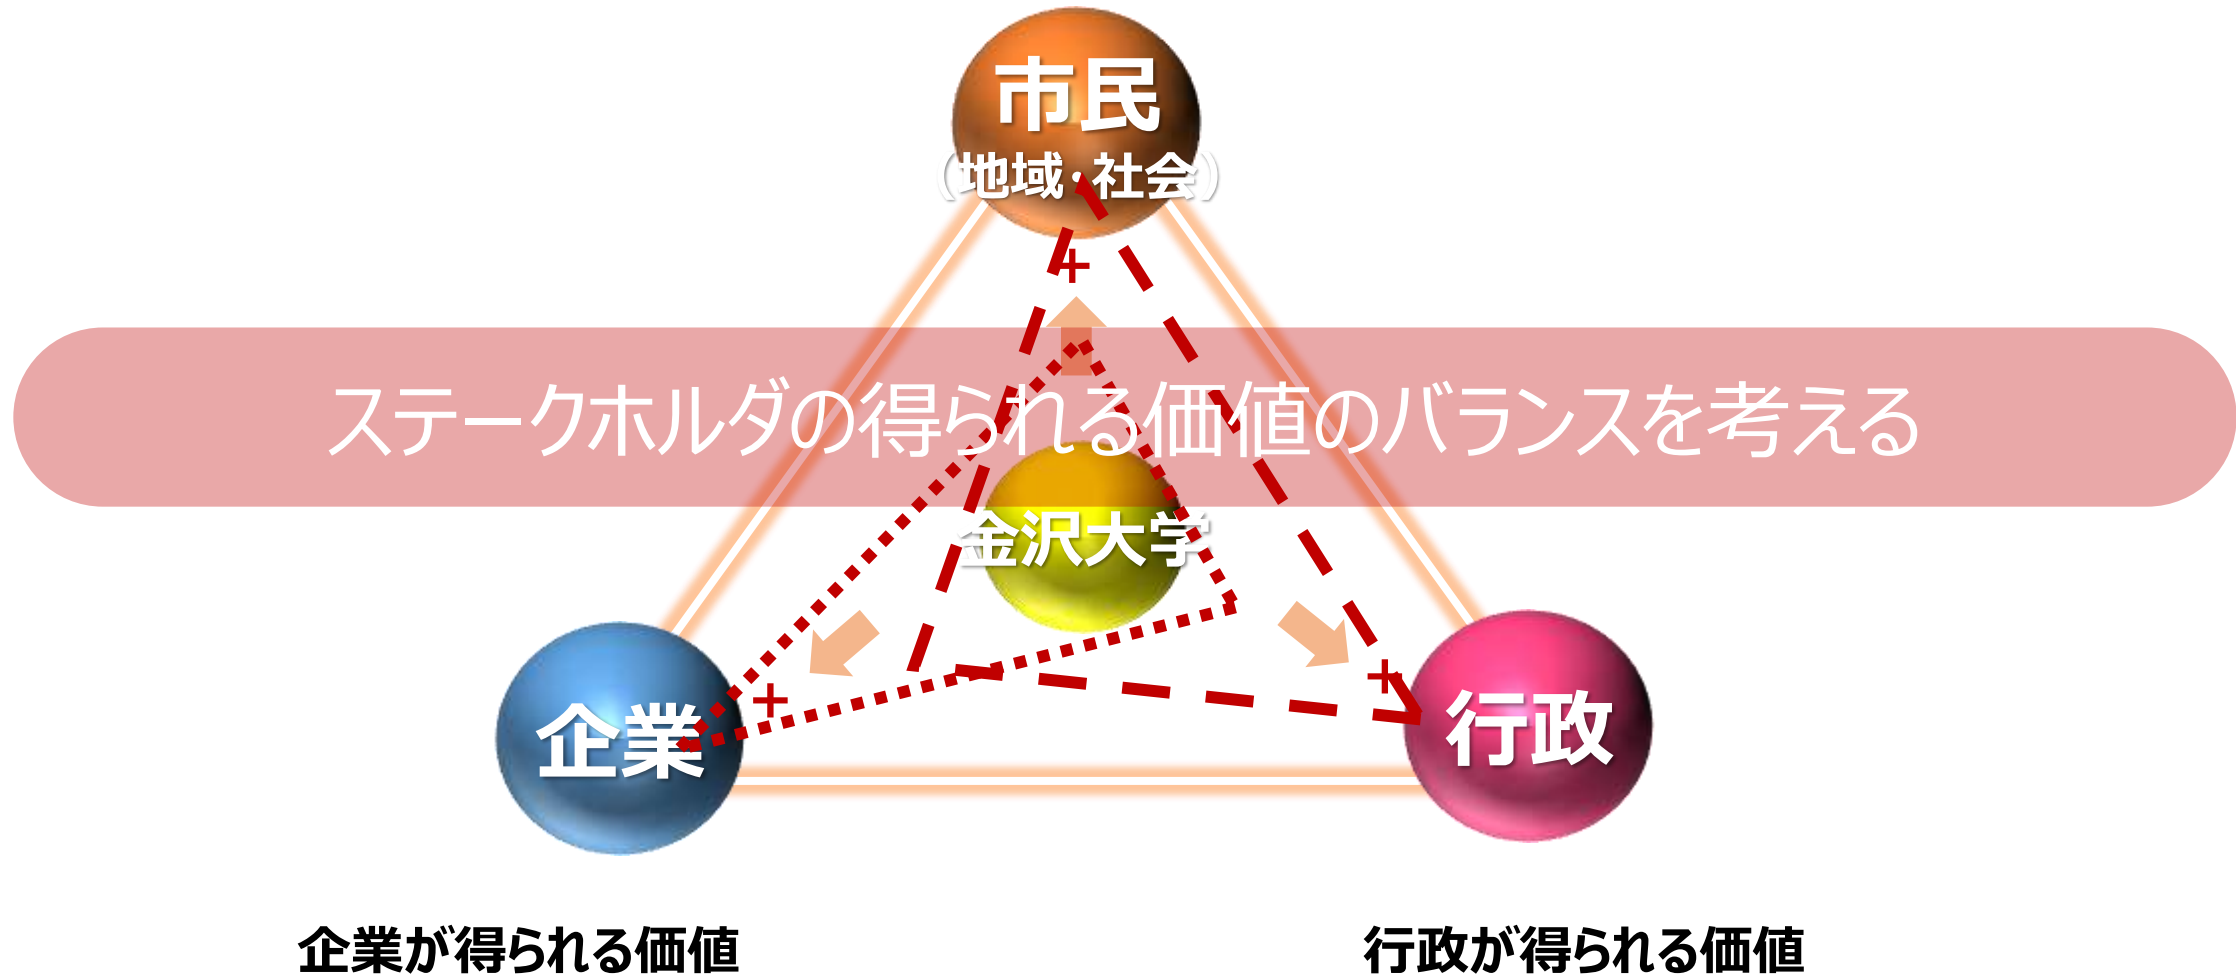 市民
（地域・社会）
+
ステークホルダの得られる価値のバランスを考える
金沢大学
+
+
企業
行政
企業が得られる価値
行政が得られる価値